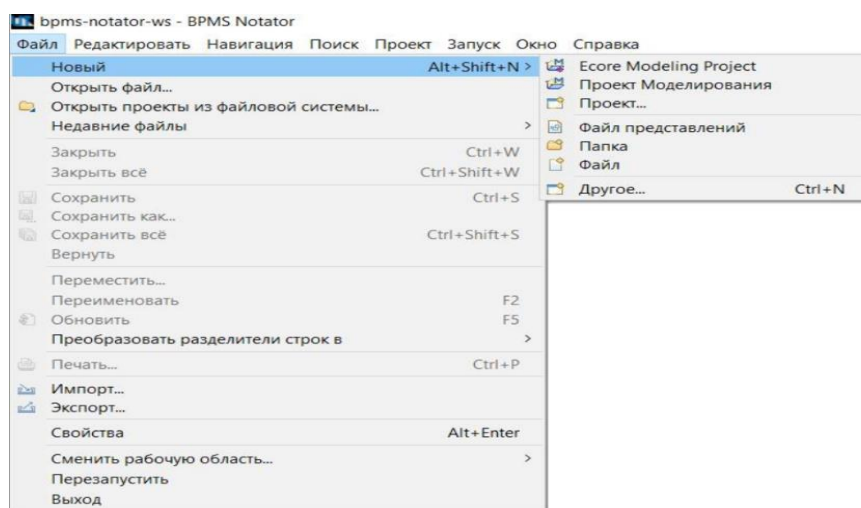 bpms-notator-ws - BPMS Notator
Файл Редактировать Навигация Поиск Проект Запуск Окно Справка
Новый Alt+Shift+N >
Открыть файл...
Открыть проекты из файловой системы...
Недавние файлы >
Закрыть Ctrl+W
Закрыть всё Ctrl+Shift+W
Сохранить Ctrl+S
Сохранить как...
Сохранить всё Ctrl+Shift+S
Вернуть
Переместить...
Переименовать F2
Обновить F5
Преобразовать разделители строк в >
Печать... Ctrl+P
Импорт...
Экспорт...
Свойства Alt+Enter
Сменить рабочую область... >
Перезапустить
Выход
Ecore Modeling Project
Проект Моделирования
Проект...
Файл представлений
Папка
Файл
Другое... Ctrl+N